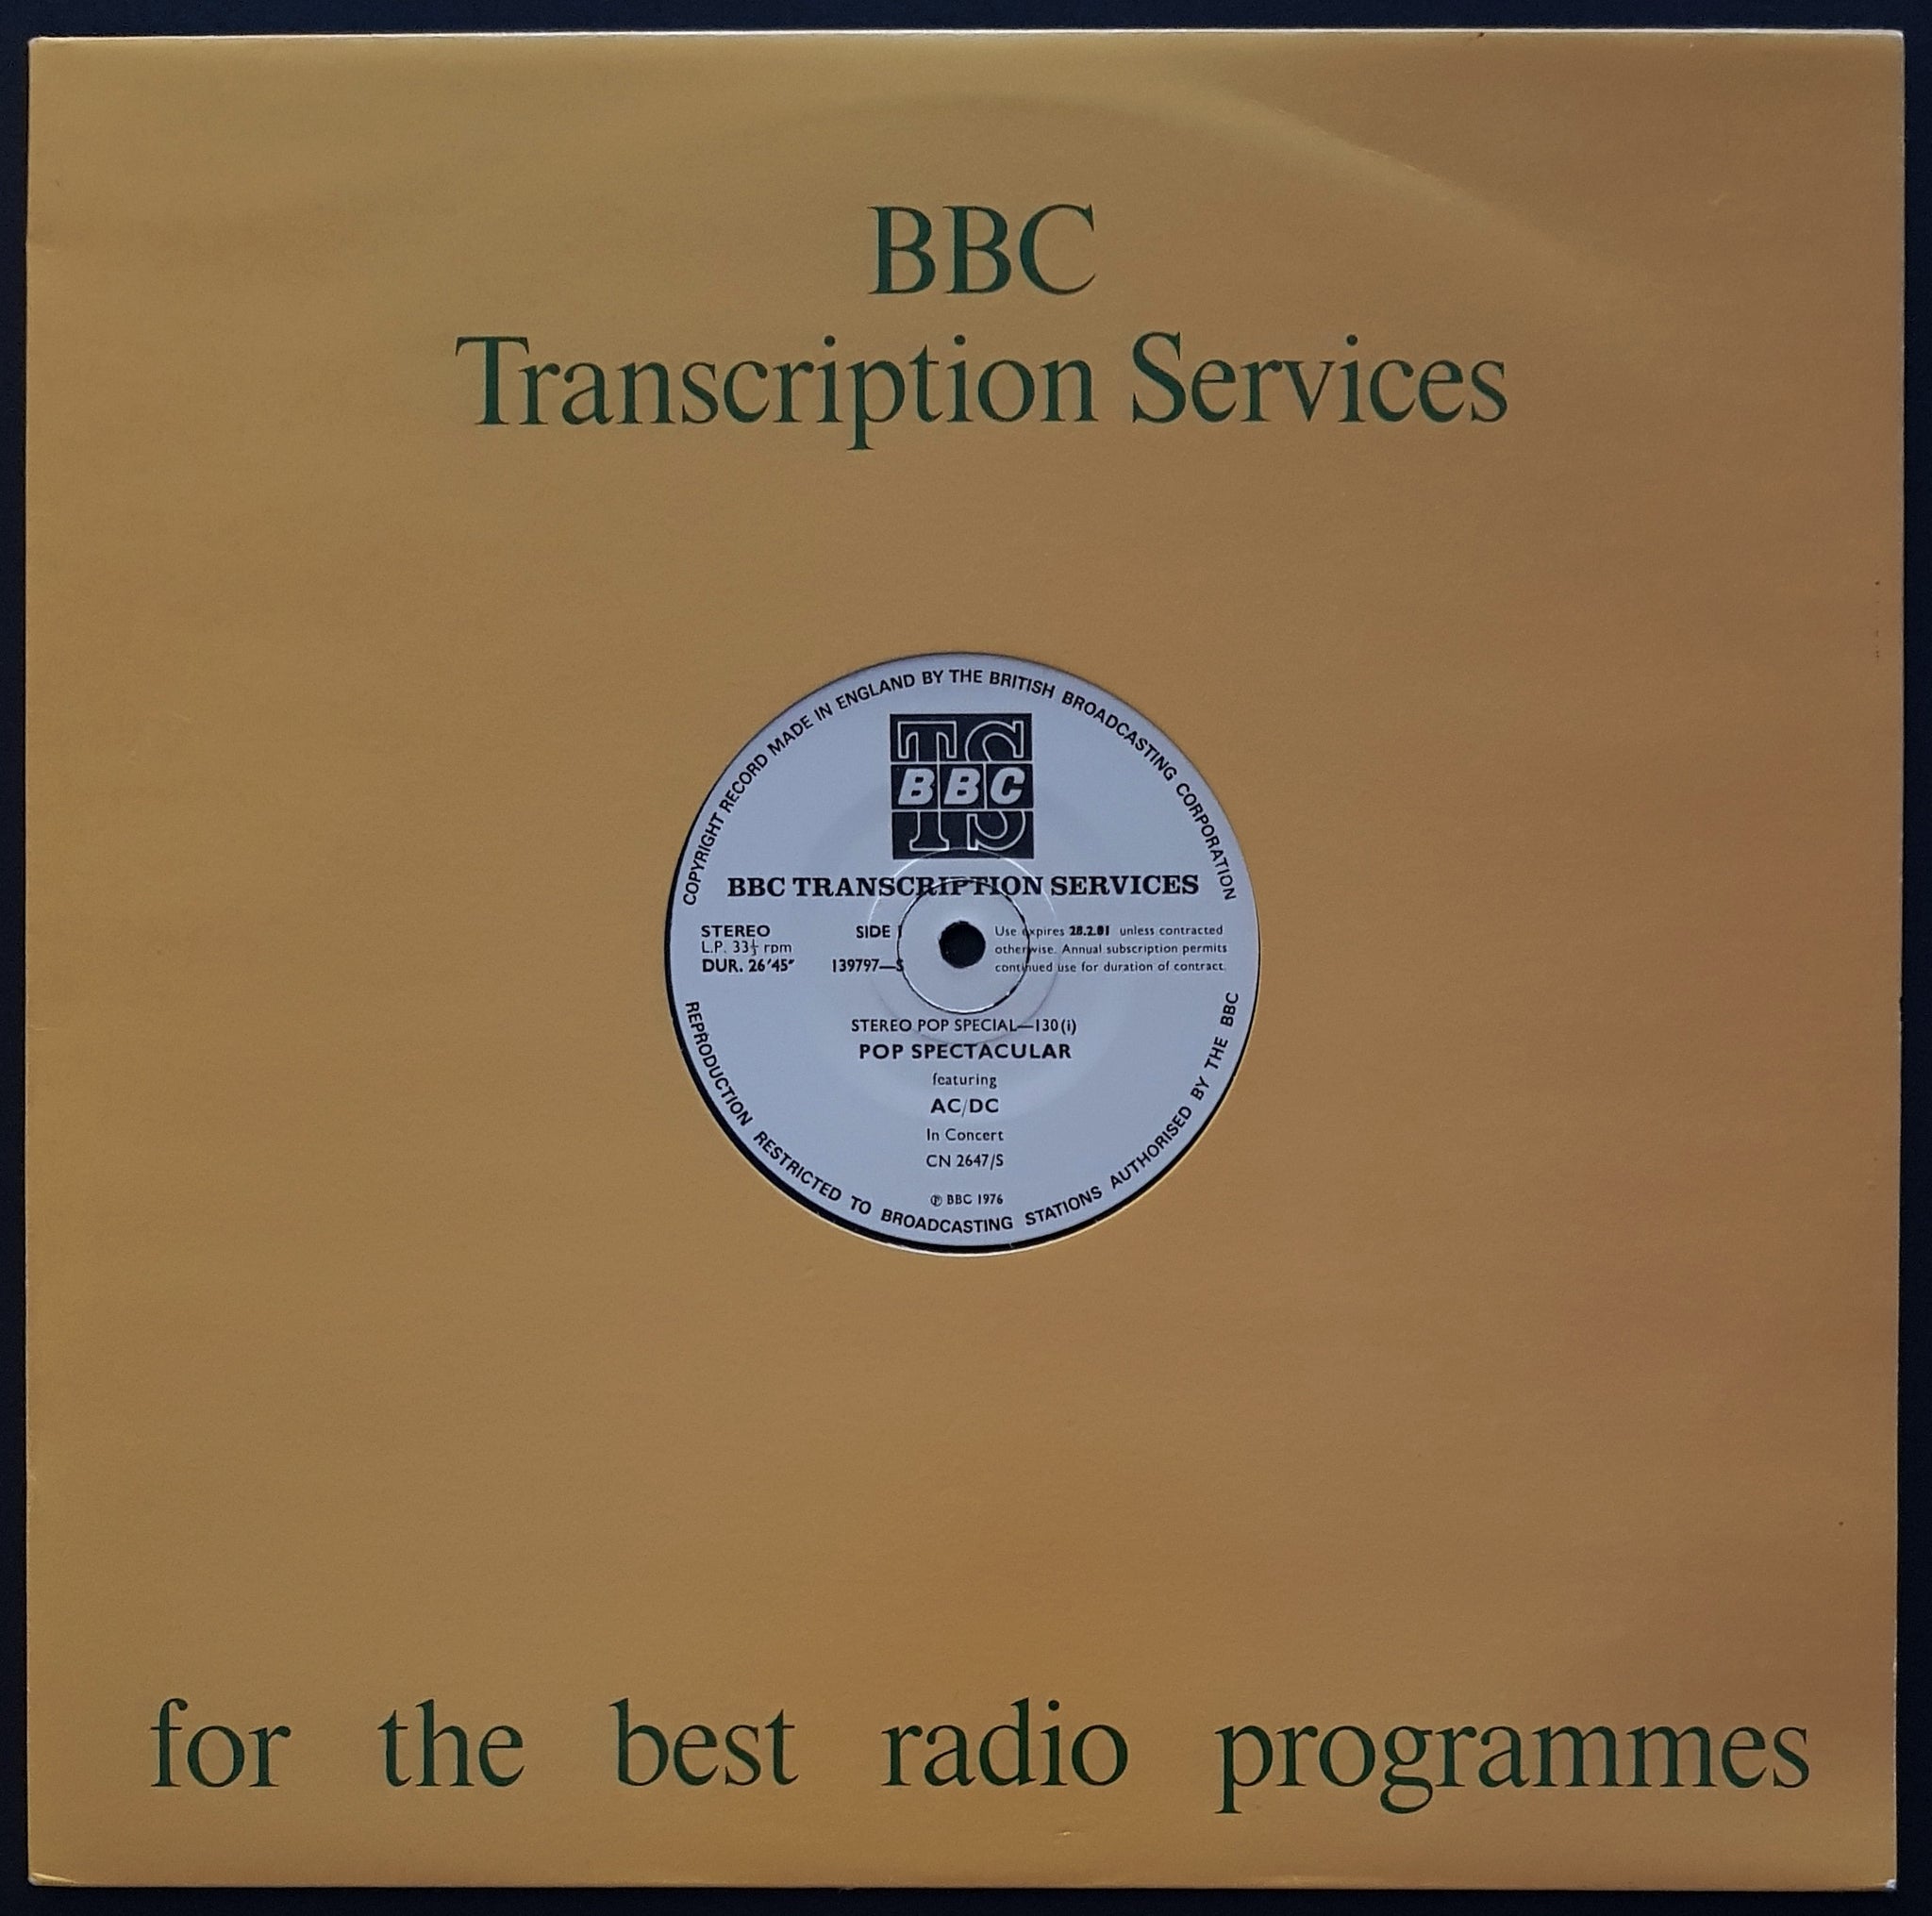 BBC
Transcription Services
COPYRIGHT RECORD MADE IN ENGLAND BY THE BRITISH BROADCASTING CORPORATION
TS
BBC
TS
BBC TRANSCRIPTION SERVICES
STEREO
L.P. 33⅓ rpm
DUR. 26'45"
SIDE 1
139797—S
Use expires 28.2.81 unless contracted
otherwise. Annual subscription permits
continued use for duration of contract.
STEREO POP SPECIAL—130(i)
POP SPECTACULAR
featuring
AC/DC
In Concert
CN 2647/S
℗ BBC 1976
REPRODUCTION RESTRICTED TO BROADCASTING STATIONS AUTHORISED BY THE BBC
for the best radio programmes